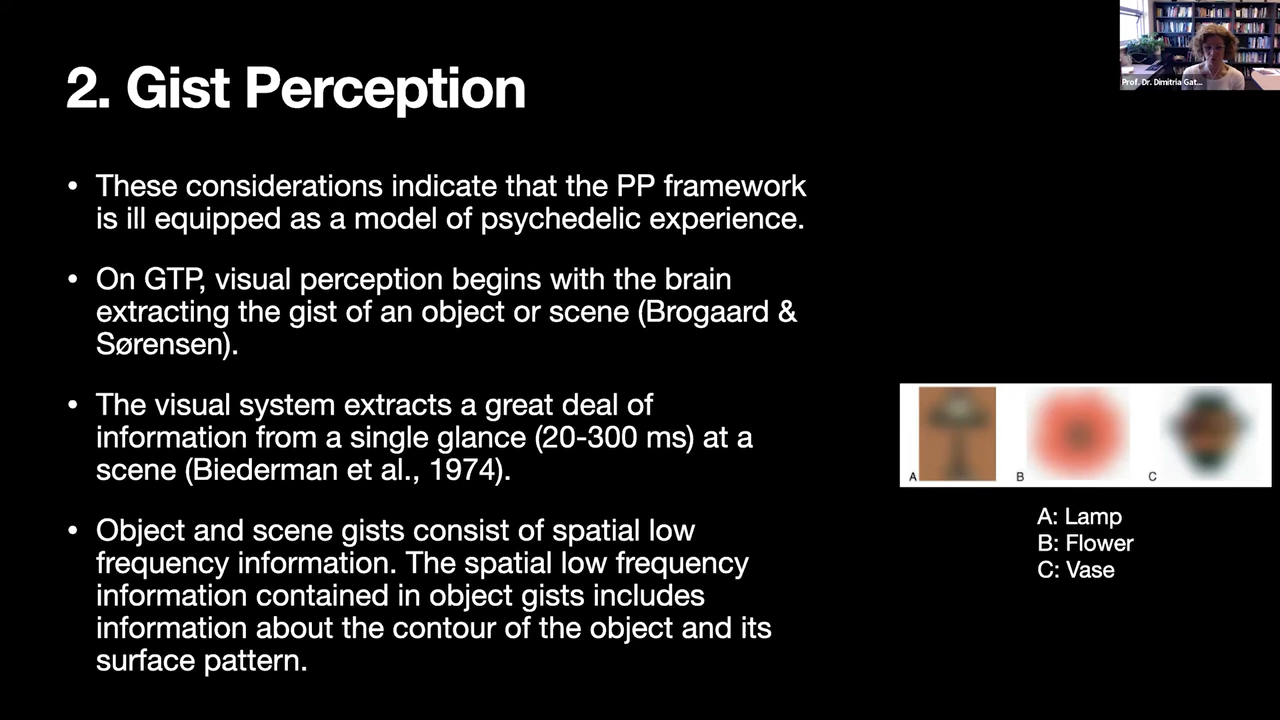 2. Gist Perception
Prof. Dr. Dimitria Gat...
• These considerations indicate that the PP framework
is ill equipped as a model of psychedelic experience.
• On GTP, visual perception begins with the brain
extracting the gist of an object or scene (Brogaard &
Sørensen).
• The visual system extracts a great deal of
information from a single glance (20-300 ms) at a
scene (Biederman et al., 1974).
• Object and scene gists consist of spatial low
frequency information. The spatial low frequency
information contained in object gists includes
information about the contour of the object and its
surface pattern.
A
B
C
A: Lamp
B: Flower
C: Vase